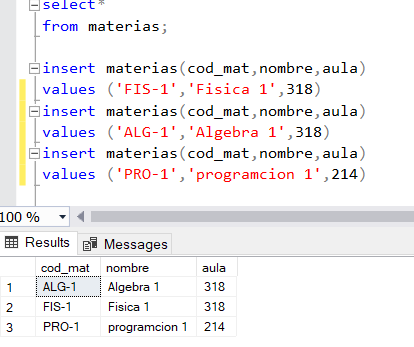 select*
from materias;
insert materias(cod_mat,nombre,aula)
values ('FIS-1','Fisica 1',318)
insert materias(cod_mat,nombre,aula)
values ('ALG-1','Algebra 1',318)
insert materias(cod_mat,nombre,aula)
values ('PRO-1','programcion 1',214)
100 %
Results Messages
cod_mat nombre aula
1 ALG-1 Algebra 1 318
2 FIS-1 Fisica 1 318
3 PRO-1 programcion 1 214